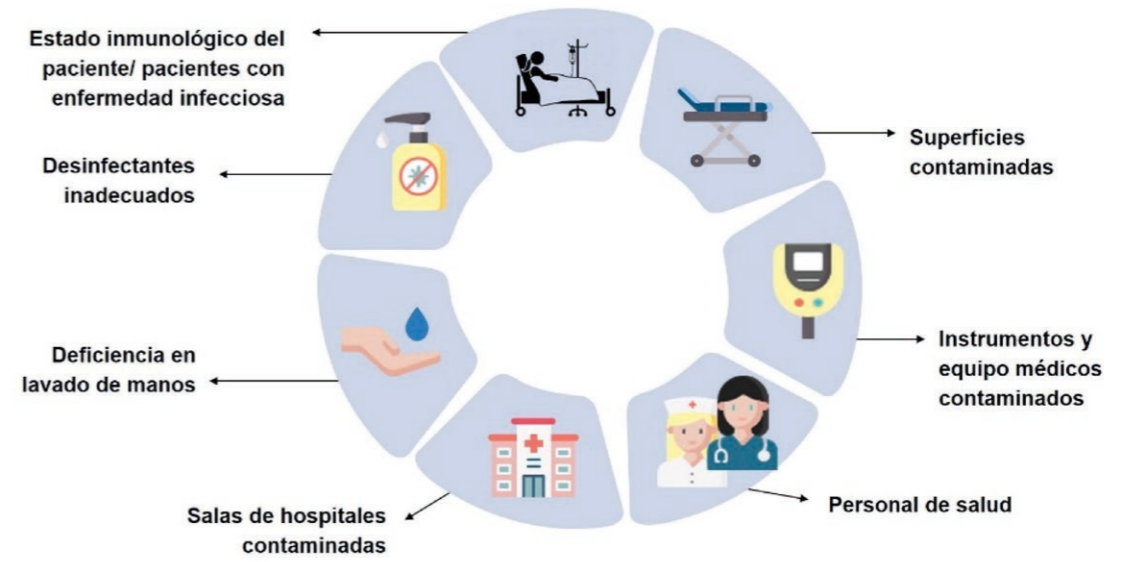 Estado inmunológico del
paciente/ pacientes con
enfermedad infecciosa
Desinfectantes
inadecuados
Deficiencia en
lavado de manos
Salas de hospitales
contaminadas
Superficies
contaminadas
Instrumentos y
equipo médicos
contaminados
Personal de salud